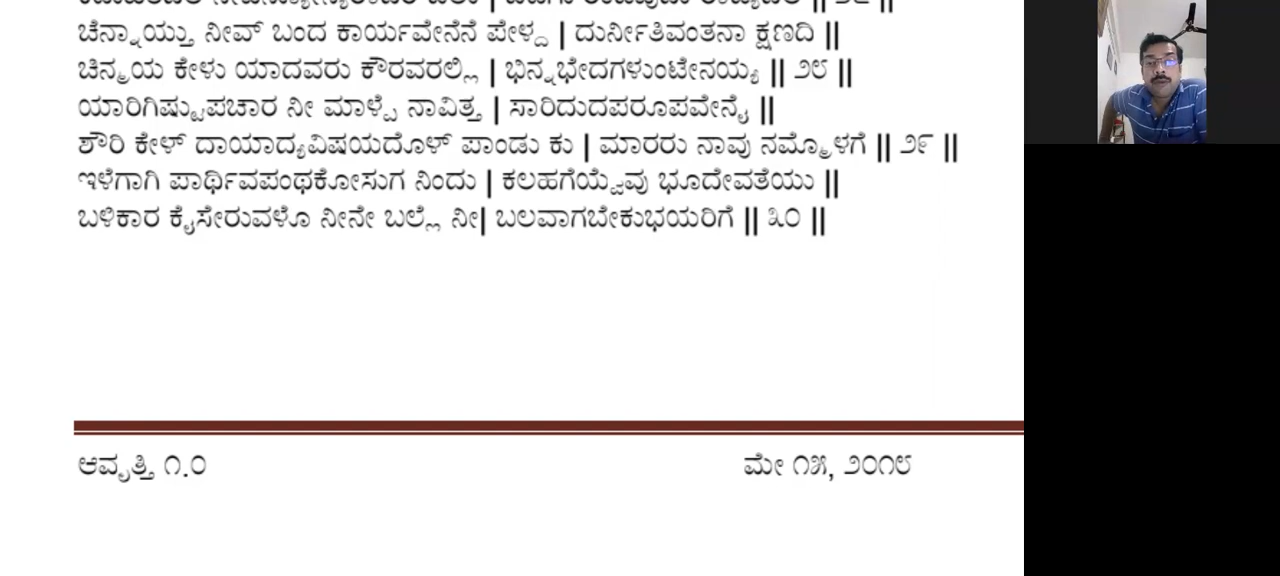 ಚೆನ್ನಾಯ್ತು ನೀವ್ ಬಂದ ಕಾರ್ಯವೇನೆನೆ ಪೇಳ್ದ | ದುರ್ನೀತಿವಂತನಾ ಕ್ಷಣದಿ ||
ಚಿನ್ಮಯ ಕೇಳು ಯಾದವರು ಕೌರವರಲ್ಲಿ | ಭಿನ್ನಭೇದಗಳುಂಟೇನಯ್ಯ || ೨೮ ||
ಯಾರಿಗಿಷ್ಟುಪಚಾರ ನೀ ಮಾಳ್ಪೆ ನಾವಿತ್ತ | ಸಾರಿದುದಪರೂಪವೇನೈ ||
ಶೌರಿ ಕೇಳ್ ದಾಯಾದ್ಯವಿಷಯದೊಳ್ ಪಾಂಡು ಕು | ಮಾರರು ನಾವು ನಮ್ಮೊಳಗೆ || ೨೯ ||
ಇಳೆಗಾಗಿ ಪಾರ್ಥಿವಪಂಥಕೋಸುಗ ನಿಂದು | ಕಲಹಗೆಯ್ವೆವು ಭೂದೇವತೆಯು ||
ಬಳಿಕಾರ ಕೈಸೇರುವಳೊ ನೀನೇ ಬಲ್ಲೆ ನೀ| ಬಲವಾಗಬೇಕುಭಯರಿಗೆ || ೩೦ ||
ಆವೃತ್ತಿ ೧.೦ ಮೇ ೧೫, ೨೦೧೮